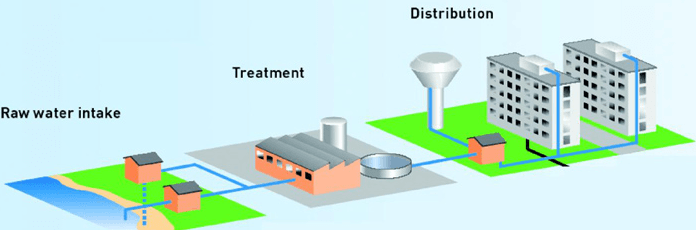 Distribution
Treatment
Raw water intake